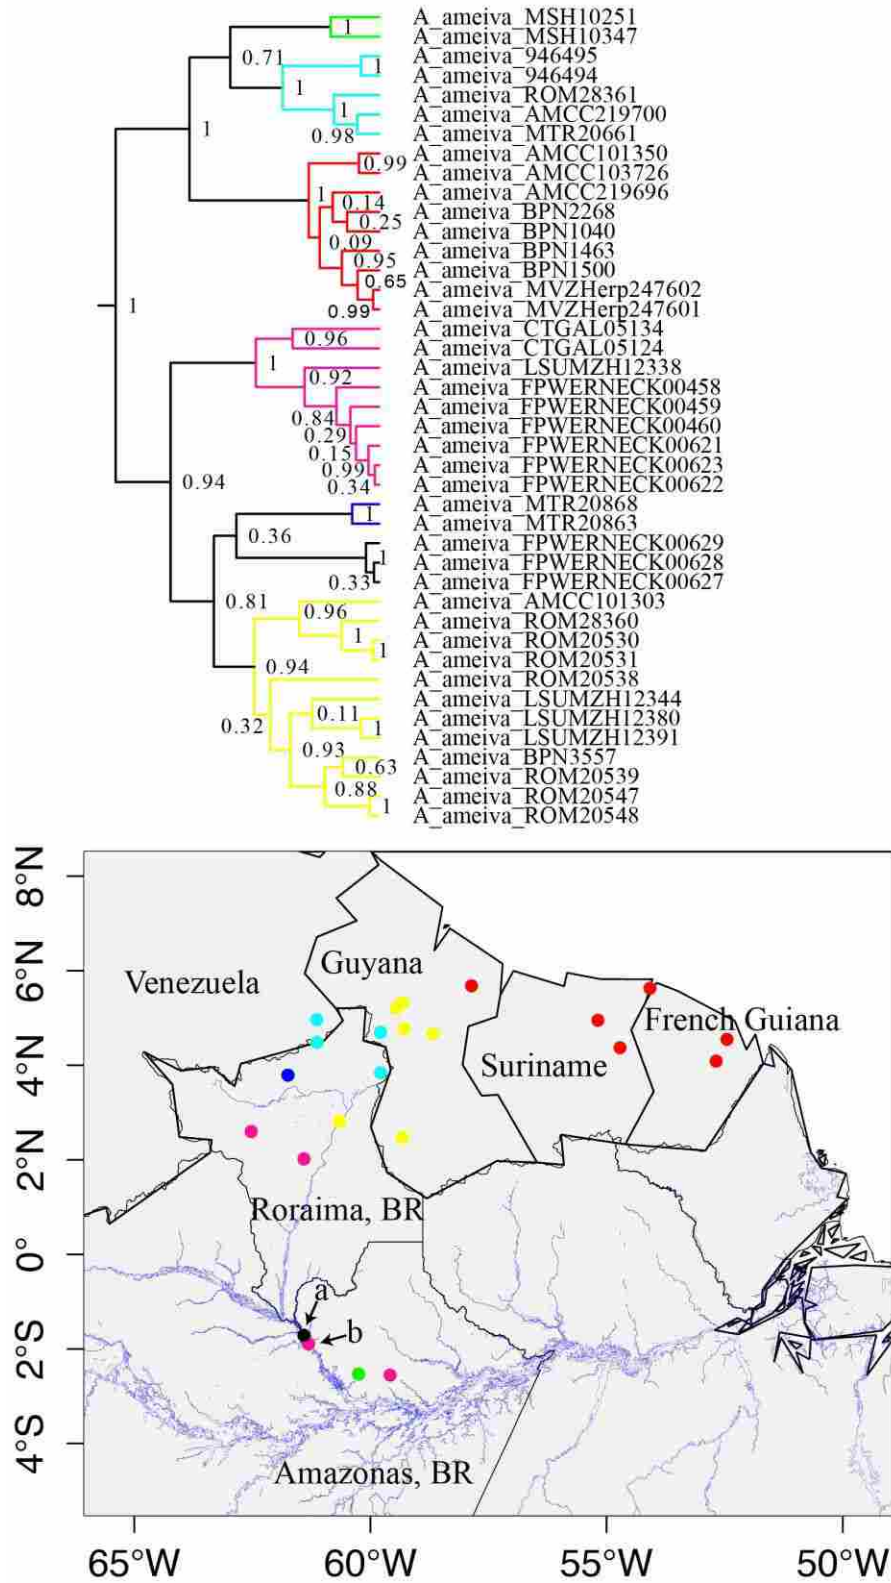 A_ameiva_MSH10251
1
A_ameiva_MSH10347
0.71
A_ameiva_946495
1
A_ameiva_946494
1
A_ameiva_ROM28361
1
A_ameiva_AMCC219700
0.98
A_ameiva_MTR20661
1
A_ameiva_AMCC101350
0.99
A_ameiva_AMCC103726
1
A_ameiva_AMCC219696
0.14
A_ameiva_BPN2268
0.25
A_ameiva_BPN1040
0.09
A_ameiva_BPN1463
0.95
A_ameiva_BPN1500
0.65
A_ameiva_MVZHerp247602
0.99
A_ameiva_MVZHerp247601
1
A_ameiva_CTGAL05134
0.96
A_ameiva_CTGAL05124
1
A_ameiva_LSUMZH12338
0.92
A_ameiva_FPWERNECK00458
A_ameiva_FPWERNECK00459
0.84
A_ameiva_FPWERNECK00460
0.29
A_ameiva_FPWERNECK00621
0.15
A_ameiva_FPWERNECK00623
0.99
A_ameiva_FPWERNECK00622
0.34
0.94
A_ameiva_MTR20868
1
A_ameiva_MTR20863
0.36
A_ameiva_FPWERNECK00629
1
A_ameiva_FPWERNECK00628
0.33
A_ameiva_FPWERNECK00627
0.81
A_ameiva_AMCC101303
0.96
A_ameiva_ROM28360
1
A_ameiva_ROM20530
1
A_ameiva_ROM20531
0.94
A_ameiva_ROM20538
A_ameiva_LSUMZH12344
0.11
A_ameiva_LSUMZH12380
0.32
1
A_ameiva_LSUMZH12391
0.93
A_ameiva_BPN3557
0.63
A_ameiva_ROM20539
0.88
A_ameiva_ROM20547
1
A_ameiva_ROM20548
8°N
6°N
4°N
2°N
0°
2°S
4°S
Venezuela
Guyana
French Guiana
Suriname
Roraima, BR
a
b
Amazonas, BR
65°W
60°W
55°W
50°W